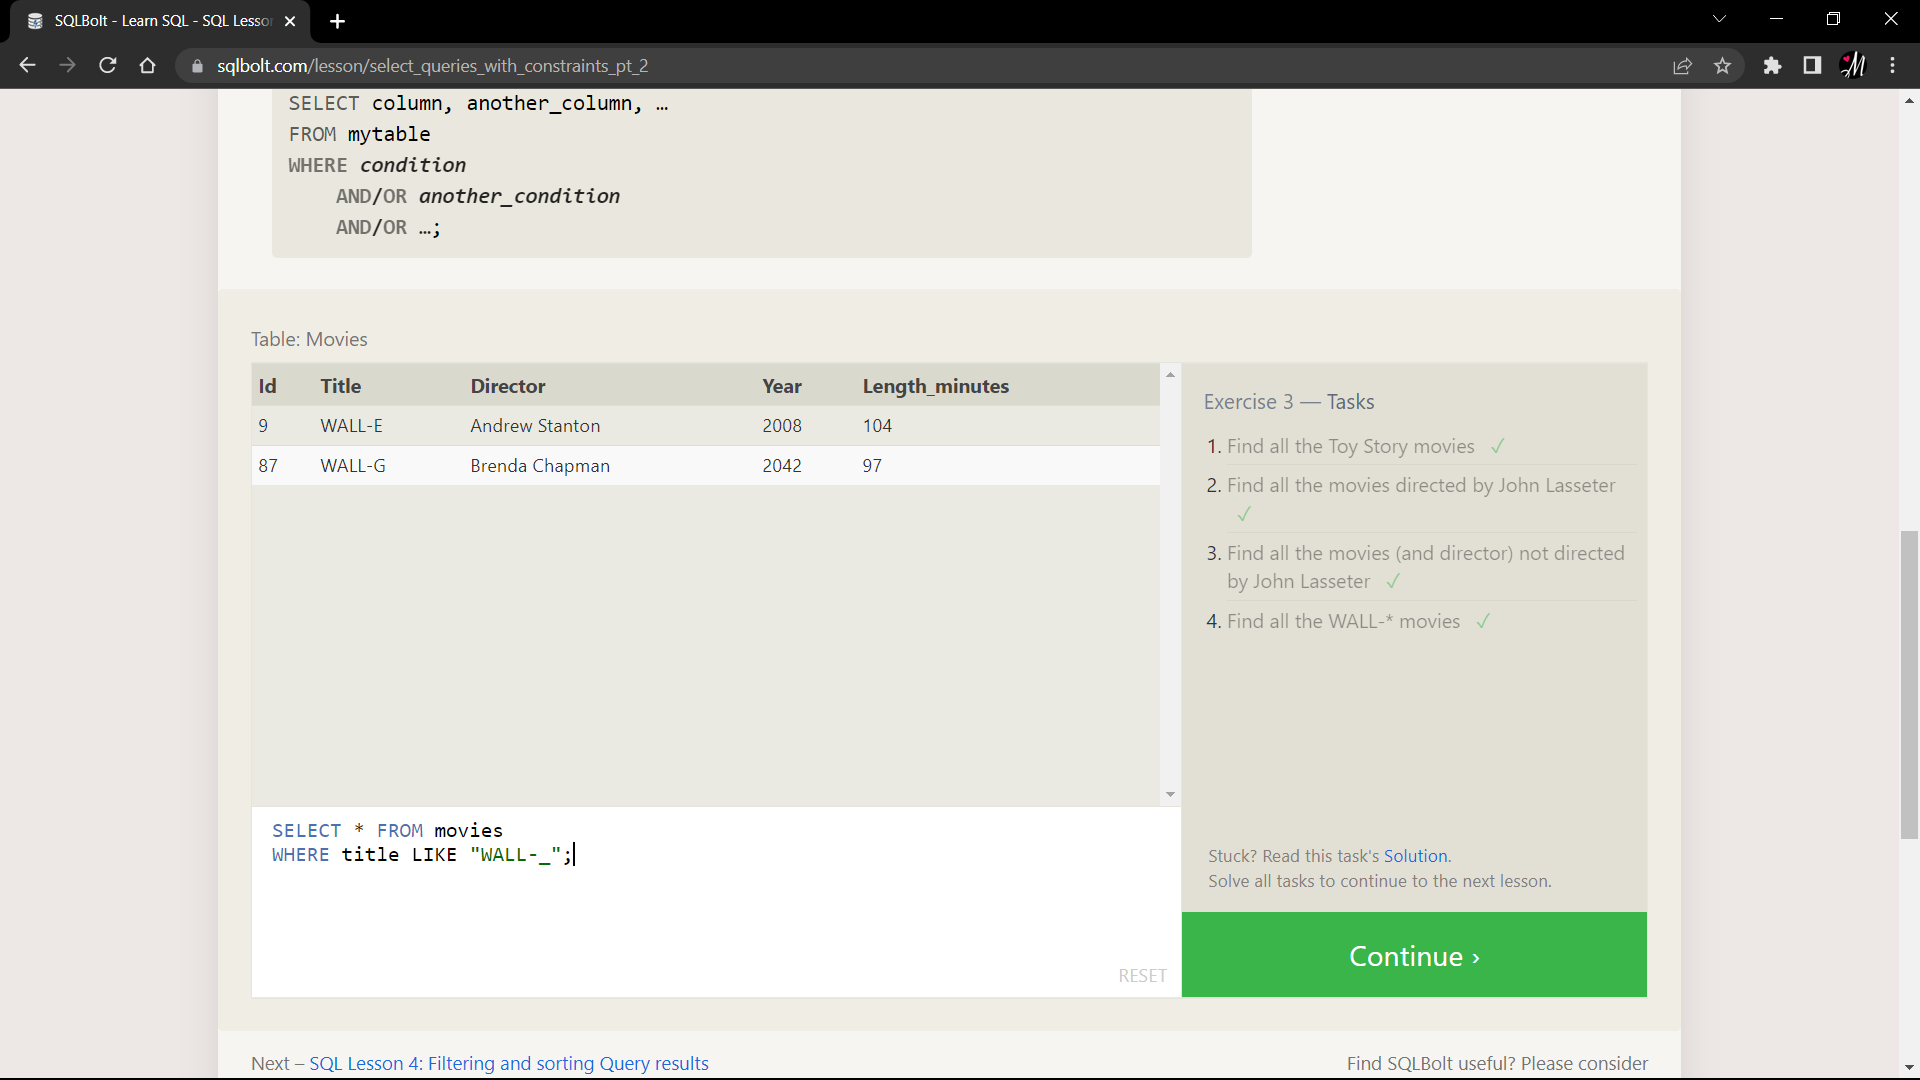 SQLBolt - Learn SQL - SQL Lesso
sqlbolt.com/lesson/select_queries_with_constraints_pt_2
SELECT column, another_column, …
FROM mytable
WHERE condition
AND/OR another_condition
AND/OR …;
Table: Movies
Id Title Director Year Length_minutes
9 WALL-E Andrew Stanton 2008 104
87 WALL-G Brenda Chapman 2042 97
SELECT * FROM movies
WHERE title LIKE "WALL-_";
RESET
Exercise 3 — Tasks
1. Find all the Toy Story movies ✓
2. Find all the movies directed by John Lasseter
✓
3. Find all the movies (and director) not directed
by John Lasseter ✓
4. Find all the WALL-* movies ✓
Stuck? Read this task's Solution.
Solve all tasks to continue to the next lesson.
Continue ›
Next – SQL Lesson 4: Filtering and sorting Query results
Find SQLBolt useful? Please consider